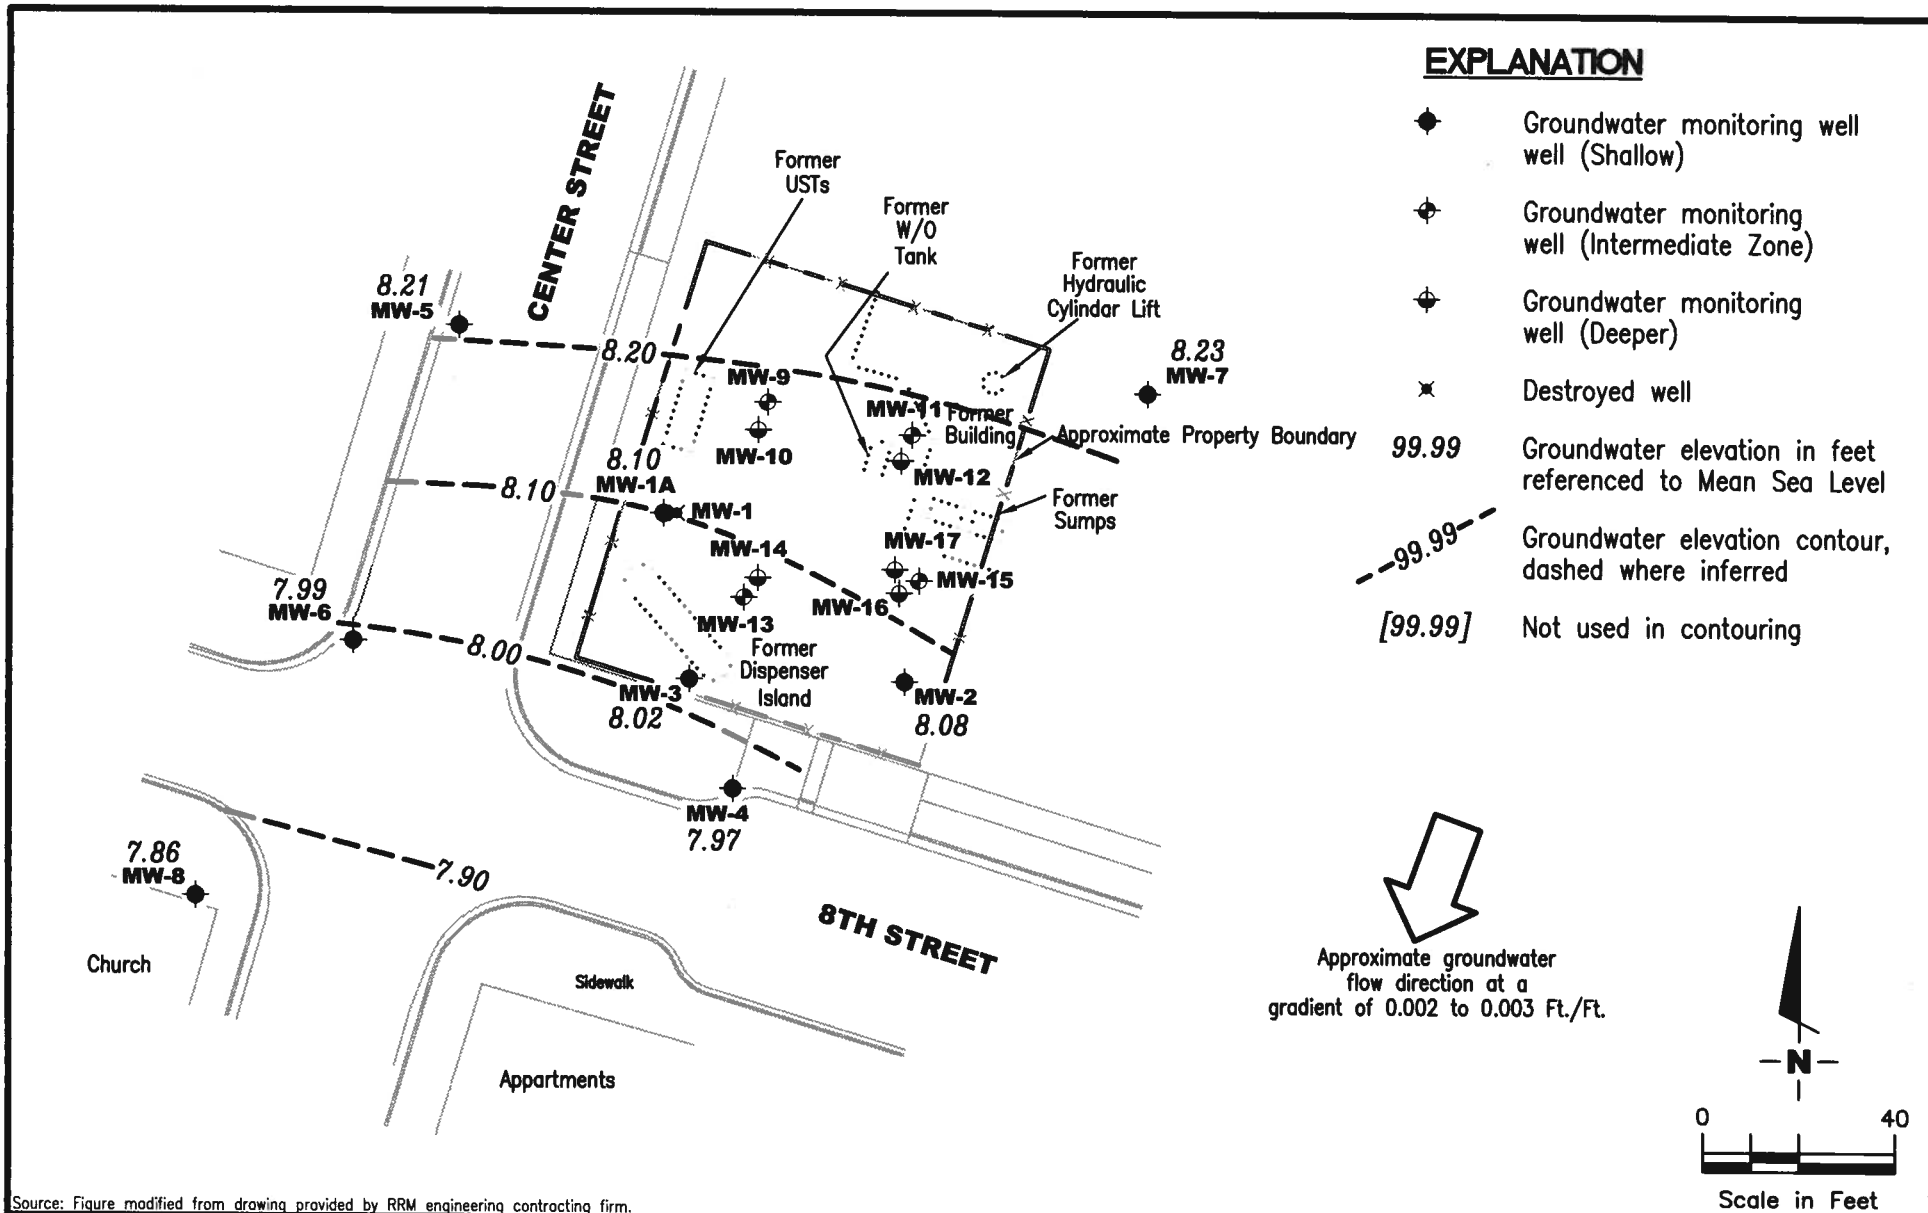 EXPLANATION
Groundwater monitoring well
well (Shallow)
Groundwater monitoring
well (Intermediate Zone)
Groundwater monitoring
well (Deeper)
Destroyed well
99.99
Groundwater elevation in feet
referenced to Mean Sea Level
99.99
Groundwater elevation contour,
dashed where inferred
[99.99]
Not used in contouring
CENTER STREET
Former
USTs
Former
W/O
Tank
Former
Hydraulic
Cylindar Lift
8.21
MW-5
8.20
8.23
MW-7
MW-9
MW-10
MW-11
Former
Building
Approximate Property Boundary
MW-12
8.10
MW-1A
8.10
MW-1
Former
Sumps
MW-14
MW-17
MW-15
MW-16
MW-13
7.99
MW-6
8.00
Former
Dispenser
Island
MW-3
8.02
MW-2
8.08
MW-4
7.97
7.86
MW-8
7.90
8TH STREET
Church
Sidewalk
Appartments
Approximate groundwater
flow direction at a
gradient of 0.002 to 0.003 Ft./Ft.
N
0 40
Scale in Feet
Source: Figure modified from drawing provided by RRM engineering contracting firm.